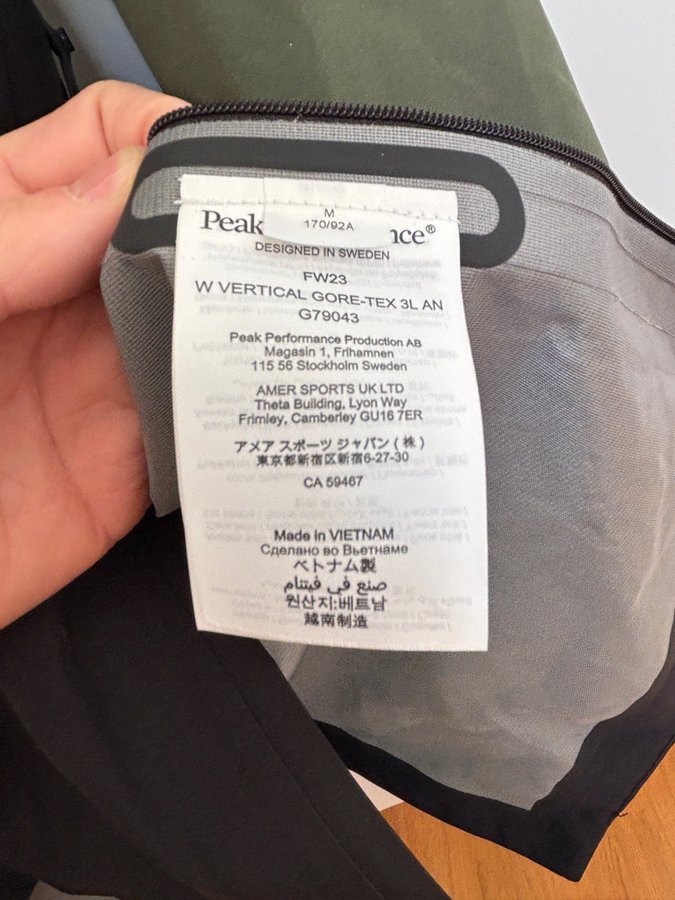 M
170/92A
Peak nce®
DESIGNED IN SWEDEN
FW23
W VERTICAL GORE-TEX 3L AN
G79043
Peak Performance Production AB
Magasin 1, Frihamnen
115 56 Stockholm Sweden
AMER SPORTS UK LTD
Theta Building, Lyon Way
Frimley, Camberley GU16 7ER
アメア スポーツ ジャパン ( 株 )
東京都新宿区新宿6-27-30
CA 59467
Made in VIETNAM
Сделано во Вьетнаме
ベトナム製
صنع في فيتنام
원산지:베트남
越南制造